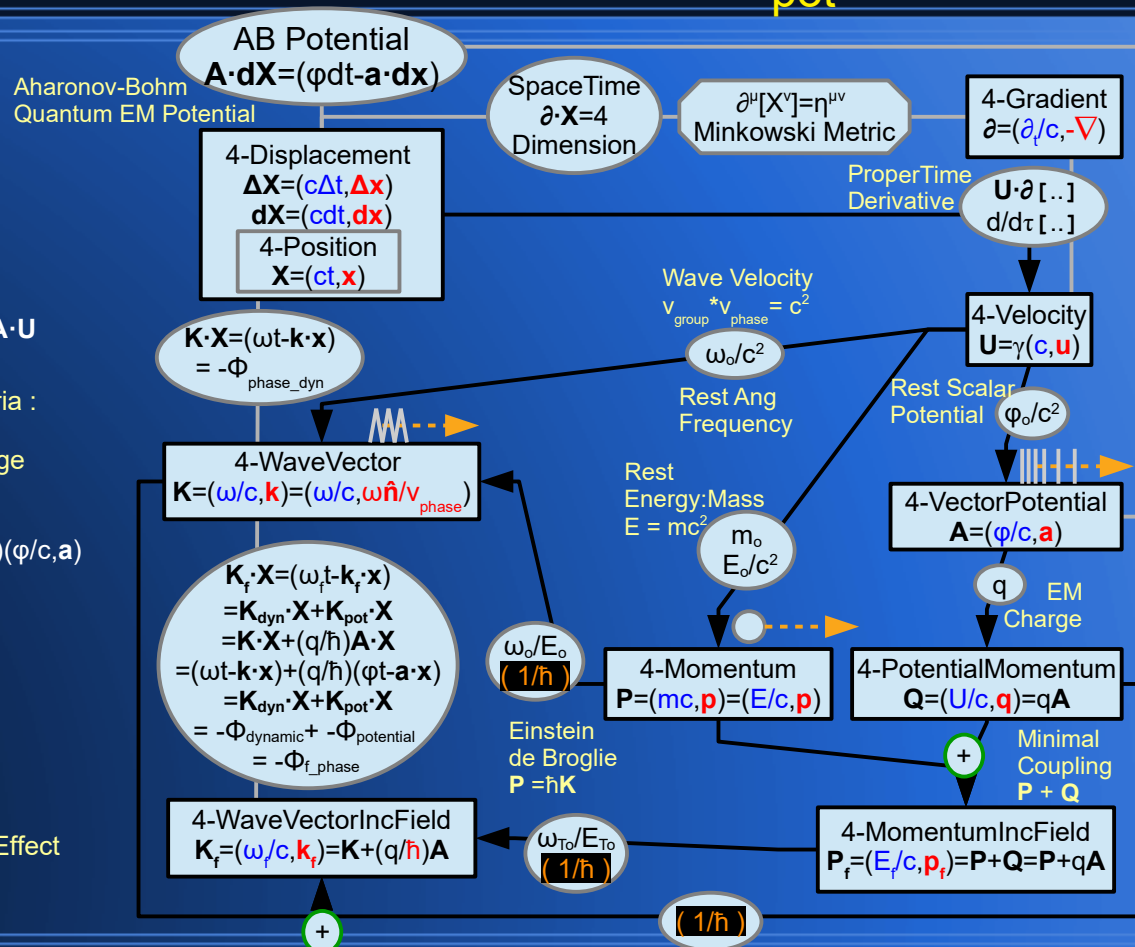 pot
AB Potential
A·dX=(φdt-a·dx)
Aharonov-Bohm
Quantum EM Potential
SpaceTime
∂·X=4
Dimension
∂^μ[X^ν]=η^μν
Minkowski Metric
4-Gradient
∂=(∂_t/c,-∇)
4-Displacement
ΔX=(cΔt,Δx)
dX=(cdt,dx)
4-Position
X=(ct,x)
ProperTime
Derivative
U·∂[..]
d/dτ[..]
Wave Velocity
v_group*v_phase = c²
ω_o/c²
Rest Ang
Frequency
4-Velocity
U=γ(c,u)
A·U
K·X=(ωt-k·x)
= -Φ_phase_dyn
Rest Scalar
Potential
φ_o/c²
ria :
ge
4-WaveVector
K=(ω/c,k)=(ω/c,ωn̂/v_phase)
Rest
Energy:Mass
E = mc²
m_o
E_o/c²
4-VectorPotential
A=(φ/c,a)
)(φ/c,a)
q
EM
Charge
K_f·X=(ω_f t-k_f·x)
=K_dyn·X+K_pot·X
=K·X+(q/ħ)A·X
=(ωt-k·x)+(q/ħ)(φt-a·x)
=K_dyn·X+K_pot·X
= -Φ_dynamic+ -Φ_potential
= -Φ_f_phase
ω_o/E_o
( 1/ħ )
4-Momentum
P=(mc,p)=(E/c,p)
4-PotentialMomentum
Q=(U/c,q)=qA
Einstein
de Broglie
P =ħK
+
Minimal
Coupling
P + Q
Effect
4-WaveVectorIncField
K_f=(ω_f/c,k_f)=K+(q/ħ)A
ω_To/E_To
( 1/ħ )
4-MomentumIncField
P_f=(E_f/c,p_f)=P+Q=P+qA
+
( 1/ħ )